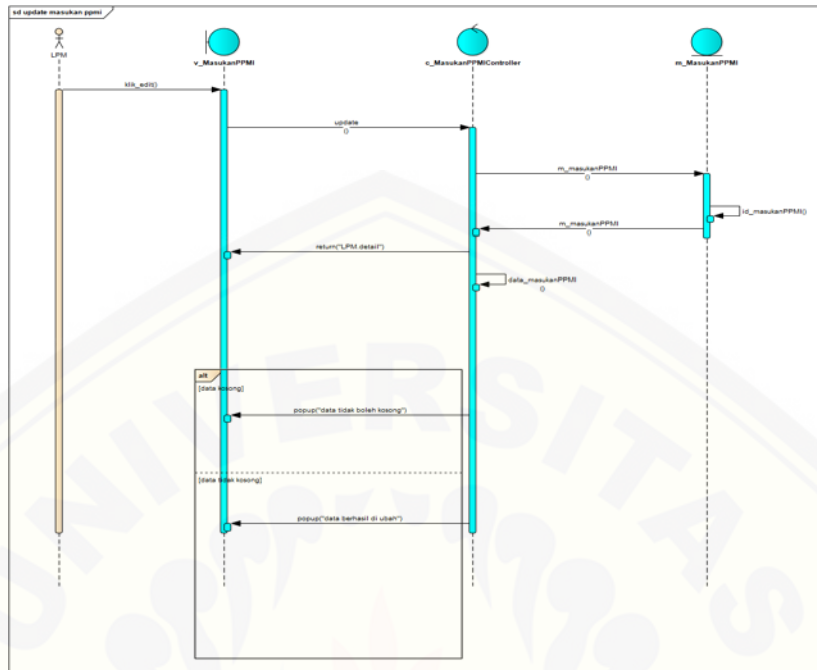 sd update masukan ppmi
LPM
v_MasukanPPMI
c_MasukanPPMIController
m_MasukanPPMI
klik_edit()
update
()
m_masukanPPMI
()
id_masukanPPMI()
m_masukanPPMI
()
return("LPM.detail")
data_masukanPPMI
()
alt
[data kosong]
popup("data tidak boleh kosong")
[data tidak kosong]
popup("data berhasil di ubah")
UNIVERSITAS